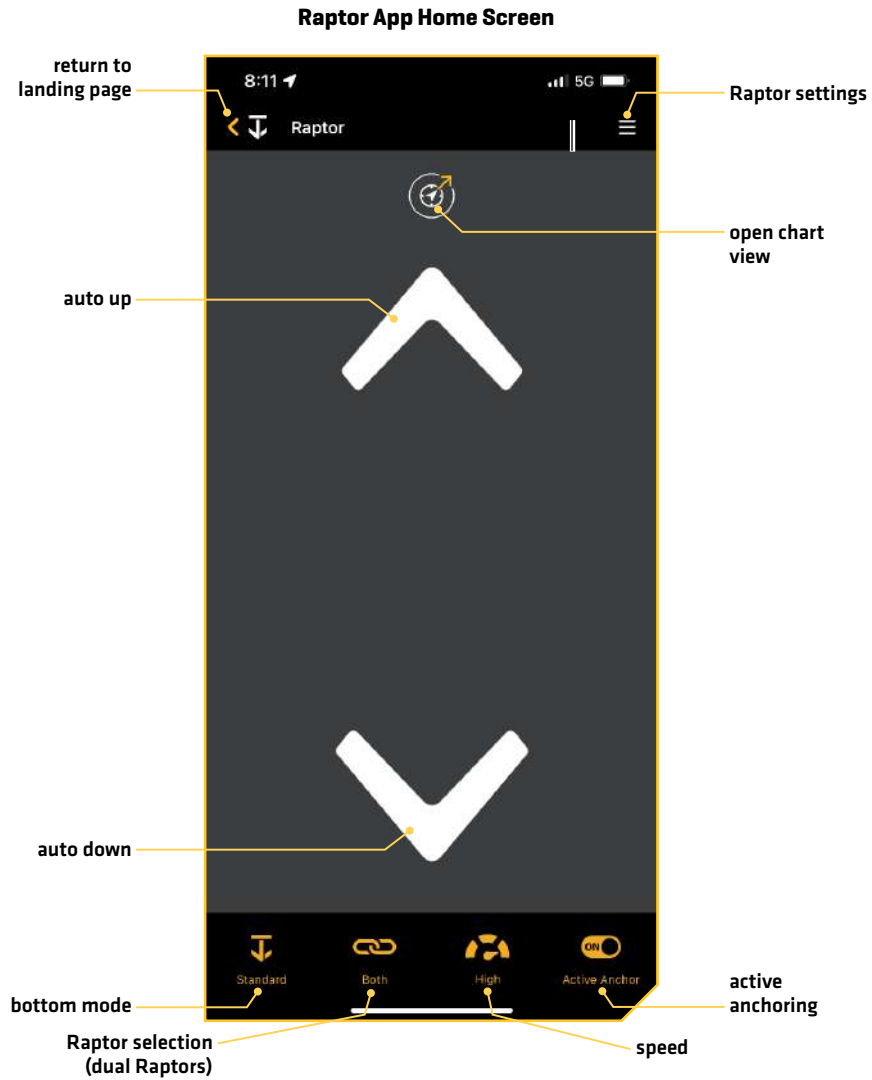 Raptor App Home Screen
return to
landing page
8:11
5G
Raptor settings
Raptor
open chart
view
auto up
auto down
ON
Standard
Both
High
Active Anchor
bottom mode
active
anchoring
Raptor selection
(dual Raptors)
speed